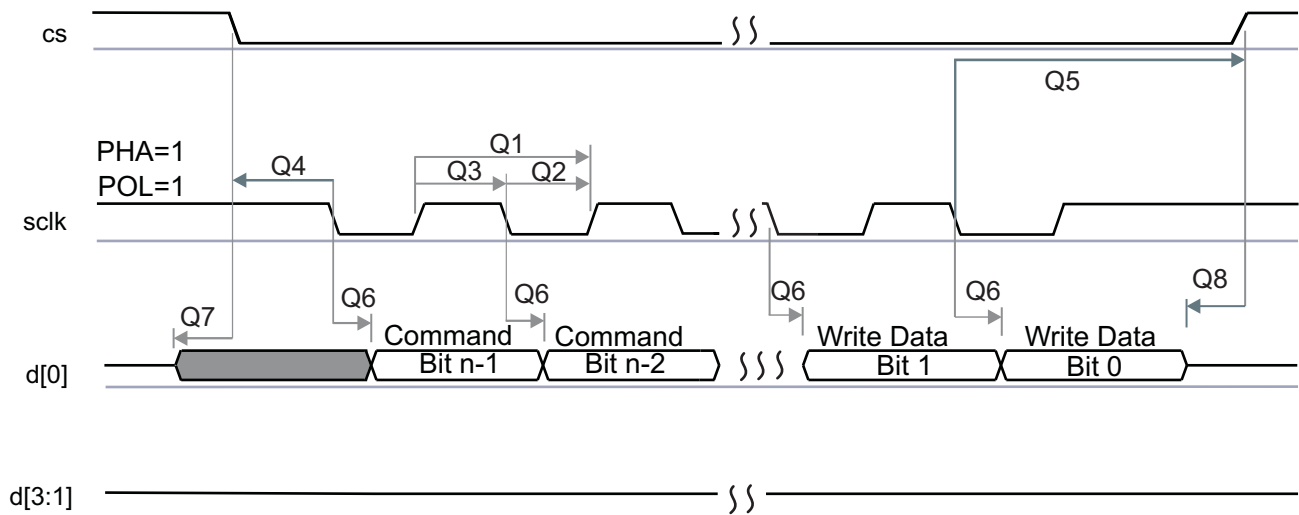 cs
Q5
PHA=1
Q1
Q4
Q3
Q2
POL=1
sclk
Q7
Q6
Q6
Q6
Q6
Q8
Command
Command
Write Data
Write Data
d[0]
Bit n-1
Bit n-2
Bit 1
Bit 0
d[3:1]